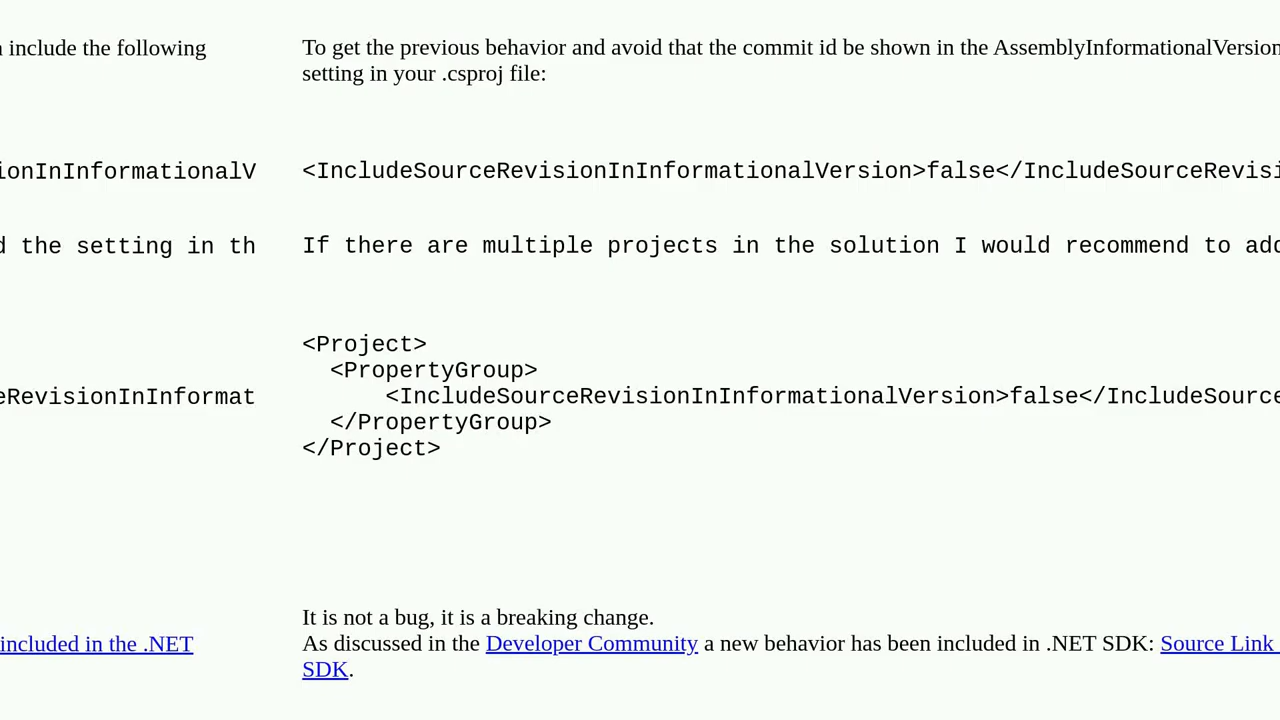 include the following
To get the previous behavior and avoid that the commit id be shown in the AssemblyInformationalVersion
setting in your .csproj file:
ionInInformationalV
<IncludeSourceRevisionInInformationalVersion>false</IncludeSourceRevisi
d the setting in th
If there are multiple projects in the solution I would recommend to add
<Project>
<PropertyGroup>
eRevisionInInformat
<IncludeSourceRevisionInInformationalVersion>false</IncludeSource
</PropertyGroup>
</Project>
It is not a bug, it is a breaking change.
included in the .NET
As discussed in the Developer Community a new behavior has been included in .NET SDK: Source Link
SDK.